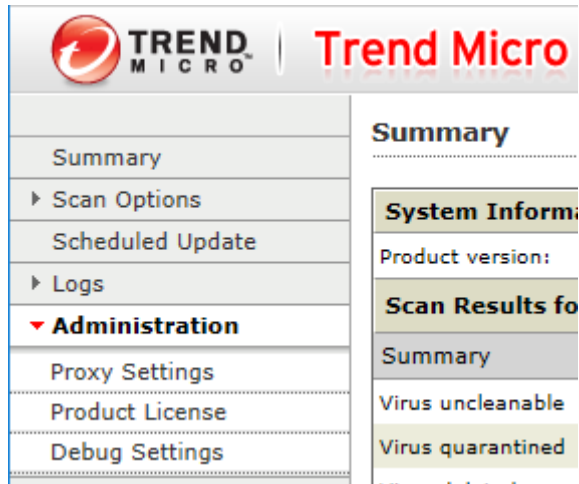 TREND MICRO™
Trend Micro
Summary
Scan Options
Scheduled Update
Logs
Administration
Proxy Settings
Product License
Debug Settings
Summary
System Informa
Product version:
Scan Results fo
Summary
Virus uncleanable
Virus quarantined